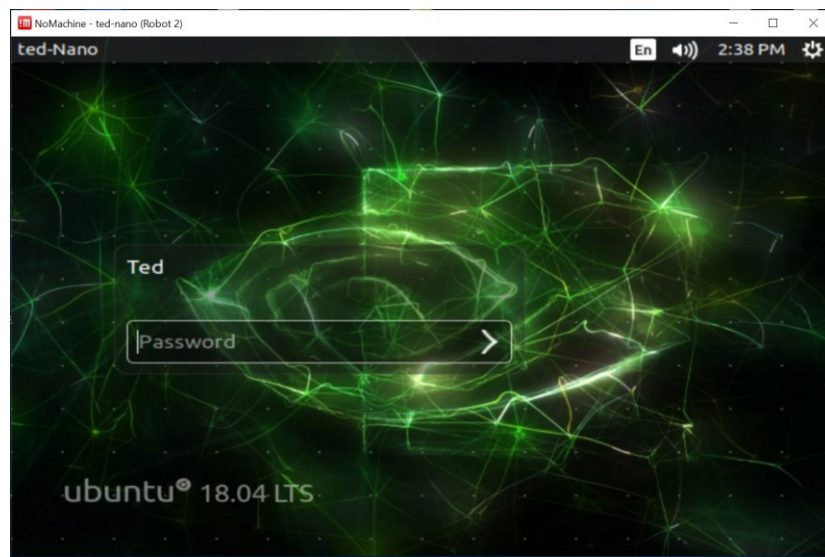 NoMachine - ted-nano (Robot 2)
ted-Nano En 2:38 PM
Ted
Password
ubuntu® 18.04 LTS